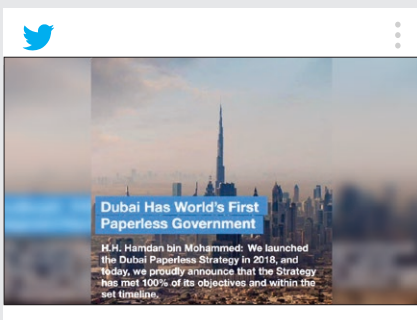 Dubai Has World's First
Paperless Government
H.H. Hamdan bin Mohammed: We launched
the Dubai Paperless Strategy in 2018, and
today, we proudly announce that the Strategy
has met 100% of its objectives and within the
set timeline.